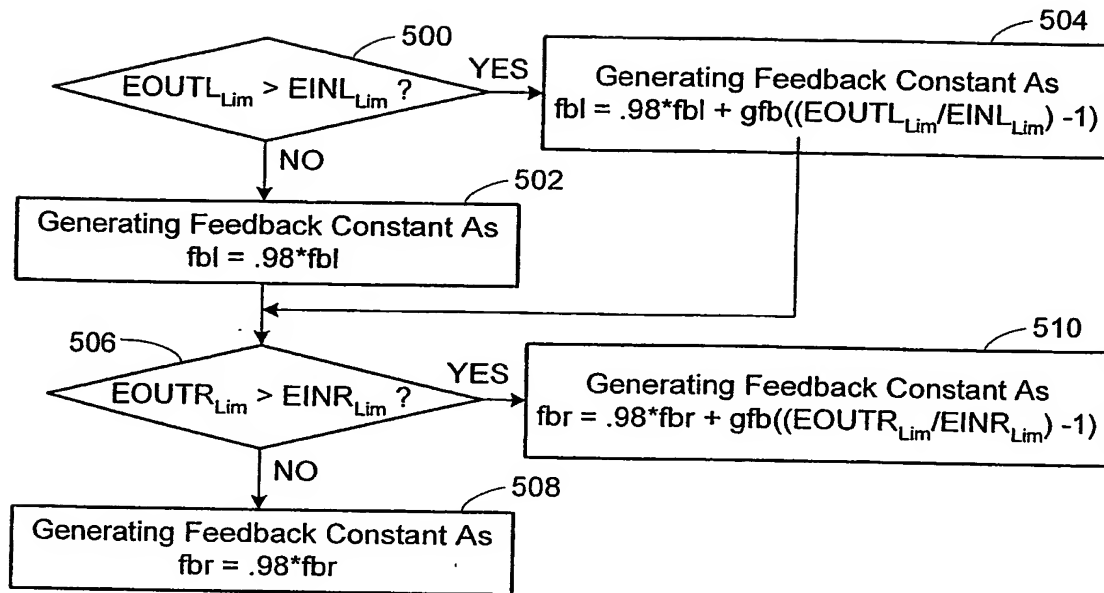 500
EOUTL_Lim > EINL_Lim ?
YES
504
Generating Feedback Constant As
fbl = .98*fbl + gfb((EOUTL_Lim/EINL_Lim) -1)
NO
502
Generating Feedback Constant As
fbl = .98*fbl
506
EOUTR_Lim > EINR_Lim ?
YES
510
Generating Feedback Constant As
fbr = .98*fbr + gfb((EOUTR_Lim/EINR_Lim) -1)
NO
508
Generating Feedback Constant As
fbr = .98*fbr